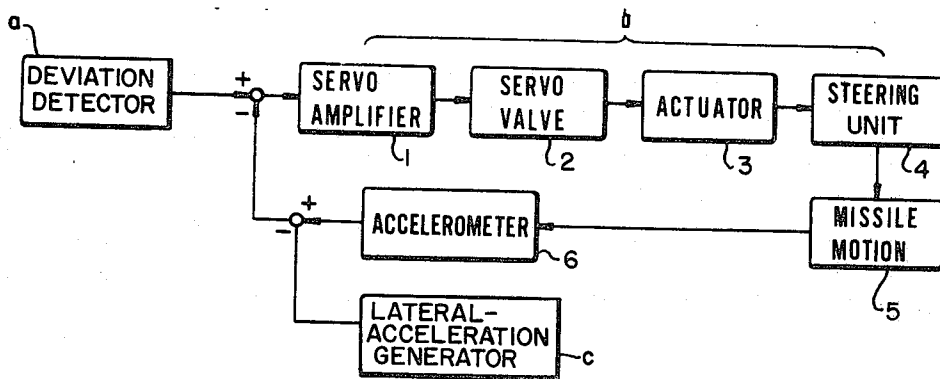 a
b
DEVIATION
DETECTOR
+
−
SERVO
AMPLIFIER
1
SERVO
VALVE
2
ACTUATOR
3
STEERING
UNIT
4
MISSILE
MOTION
5
ACCELEROMETER
6
+
−
LATERAL-
ACCELERATION
GENERATOR
c